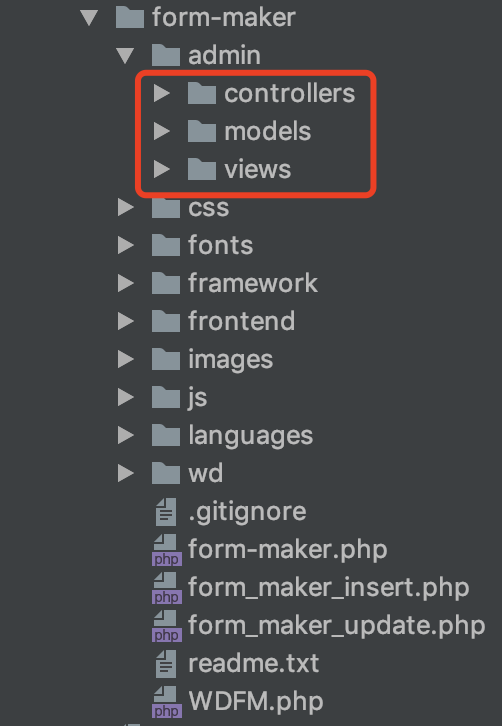 form-maker
admin
controllers
models
views
css
fonts
framework
frontend
images
js
languages
wd
.gitignore
php form-maker.php
php form_maker_insert.php
php form_maker_update.php
readme.txt
php WDFM.php